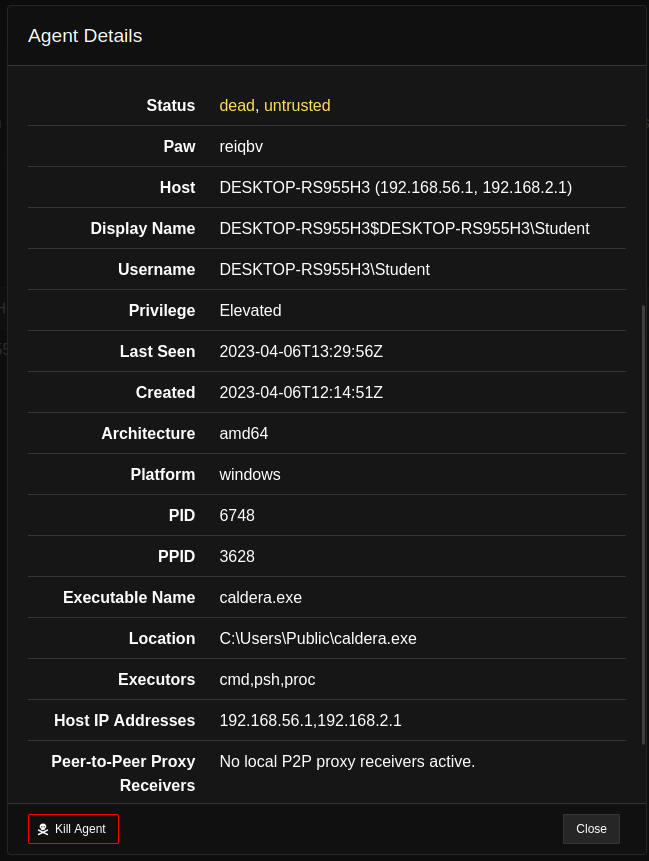 Agent Details
Status dead, untrusted
Paw reiqbv
Host DESKTOP-RS955H3 (192.168.56.1, 192.168.2.1)
Display Name DESKTOP-RS955H3$DESKTOP-RS955H3\Student
Username DESKTOP-RS955H3\Student
Privilege Elevated
Last Seen 2023-04-06T13:29:56Z
Created 2023-04-06T12:14:51Z
Architecture amd64
Platform windows
PID 6748
PPID 3628
Executable Name caldera.exe
Location C:\Users\Public\caldera.exe
Executors cmd,psh,proc
Host IP Addresses 192.168.56.1,192.168.2.1
Peer-to-Peer Proxy No local P2P proxy receivers active.
Receivers
Kill Agent Close